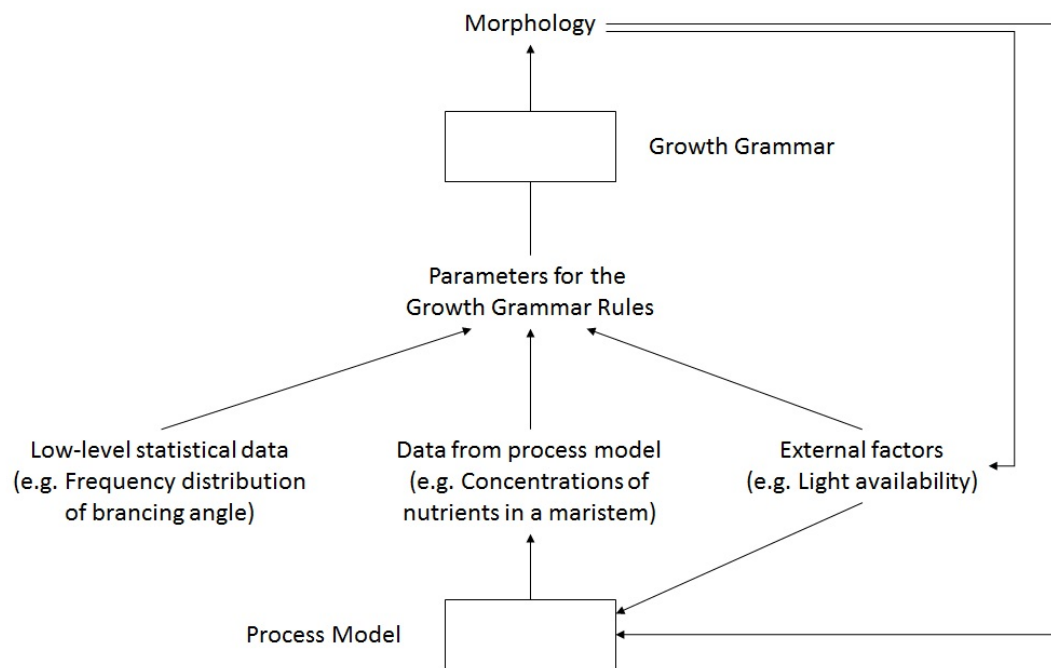 Morphology
Growth Grammar
Parameters for the
Growth Grammar Rules
Low-level statistical data
(e.g. Frequency distribution
of brancing angle)
Data from process model
(e.g. Concentrations of
nutrients in a maristem)
External factors
(e.g. Light availability)
Process Model